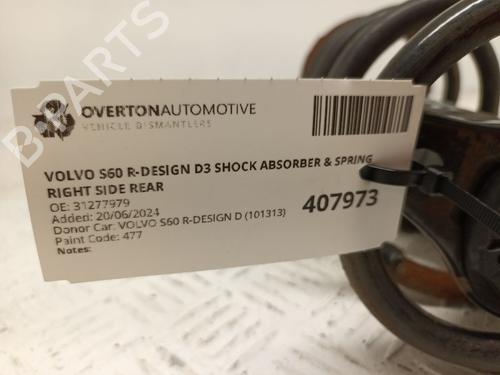 B-PARTS
OVERTONAUTOMOTIVE
VEHICLE DISMANTLERS
VOLVO S60 R-DESIGN D3 SHOCK ABSORBER & SPRING
RIGHT SIDE REAR
OE: 31277979
Added: 20/06/2024
Donor Car: VOLVO S60 R-DESIGN D (101313)
Paint Code: 477
Notes:
407973